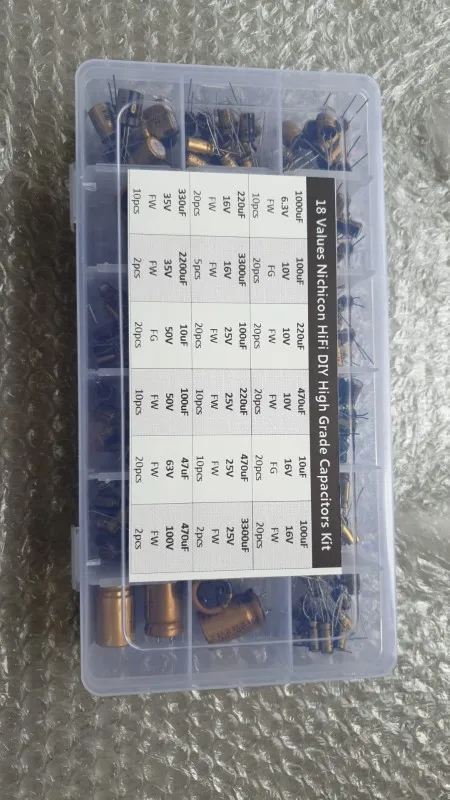 18 Values Nichicon HiFi DIY High Grade Capacitors Kit
1000uF 100uF 220uF 470uF 10uF 100uF
6.3V 10V 10V 10V 16V 16V
FW FG FW FW FG FW
10pcs 20pcs 20pcs 20pcs 20pcs 20pcs
220uF 3300uF 100uF 220uF 470uF 3300uF
16V 16V 25V 25V 25V 25V
FW FW FW FW FW FW
20pcs 5pcs 20pcs 10pcs 10pcs 2pcs
330uF 2200uF 10uF 100uF 47uF 470uF
35V 35V 50V 50V 63V 100V
FW FW FG FW FW FW
10pcs 2pcs 20pcs 10pcs 20pcs 2pcs